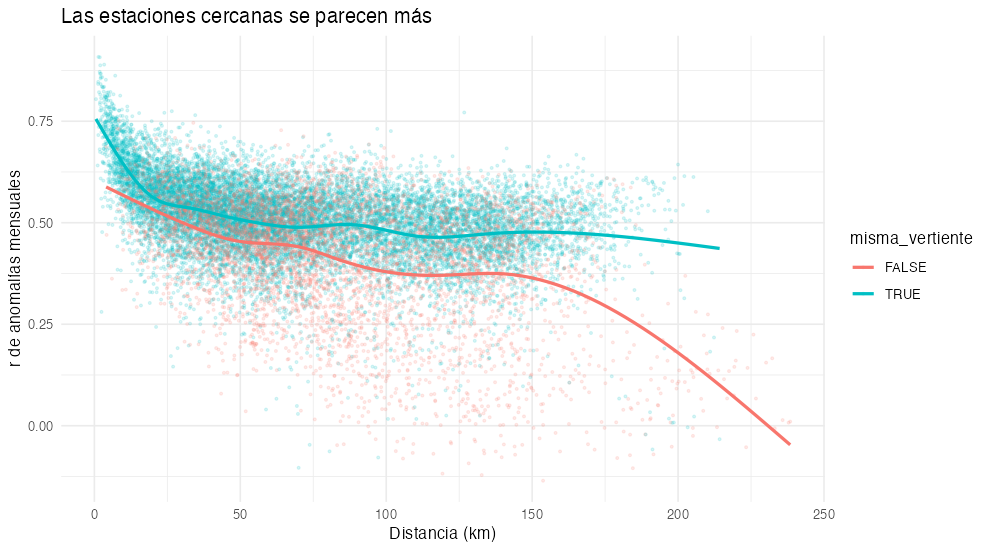 Las estaciones cercanas se parecen más
r de anomalías mensuales
0.75
0.50
0.25
0.00
0
50
100
150
200
250
Distancia (km)
misma_vertiente
FALSE
TRUE